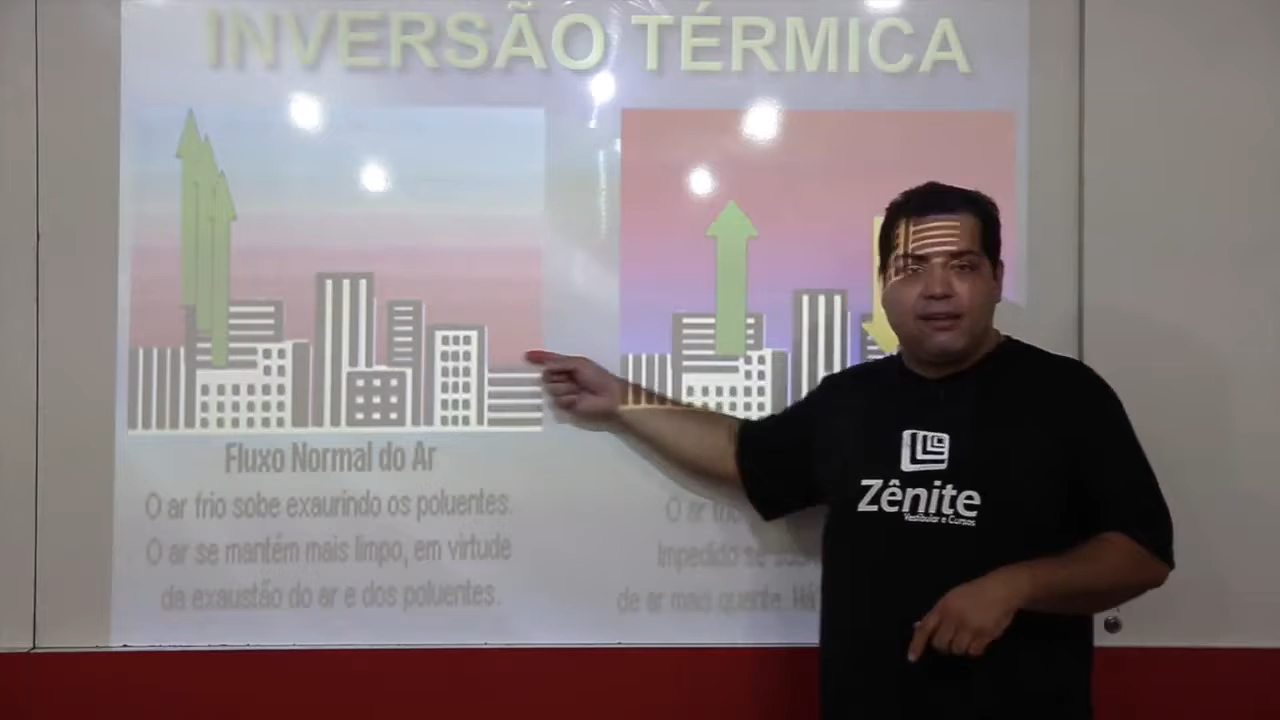 INVERSÃO TÉRMICA
Fluxo Normal do Ar
O ar frio sobe exaurindo os poluentes.
O ar se mantém mais limpo, em virtude
da exaustão do ar e dos poluentes.
O ar
Impedido
de ar mais quente.
Zênite
Vestibular e Cursos